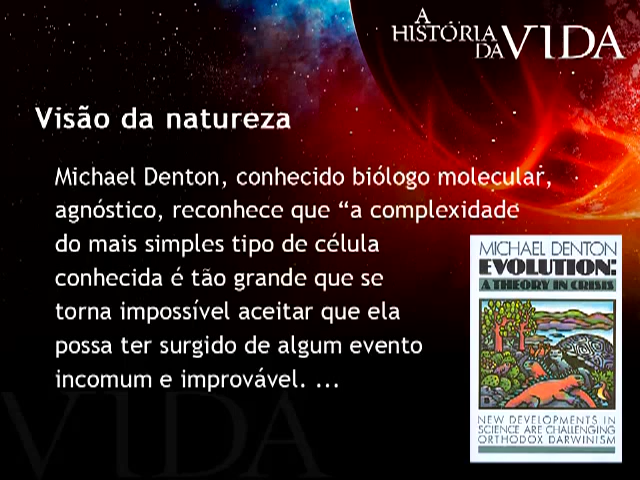 A
HISTÓRIA
DA VIDA
Visão da natureza
Michael Denton, conhecido biólogo molecular,
agnóstico, reconhece que “a complexidade
do mais simples tipo de célula
conhecida é tão grande que se
torna impossível aceitar que ela
possa ter surgido de algum evento
incomum e improvável. ...
MICHAEL DENTON
EVOLUTION:
A THEORY IN CRISIS
NEW DEVELOPMENTS IN
SCIENCE ARE CHALLENGING
ORTHODOX DARWINISM
VIDA